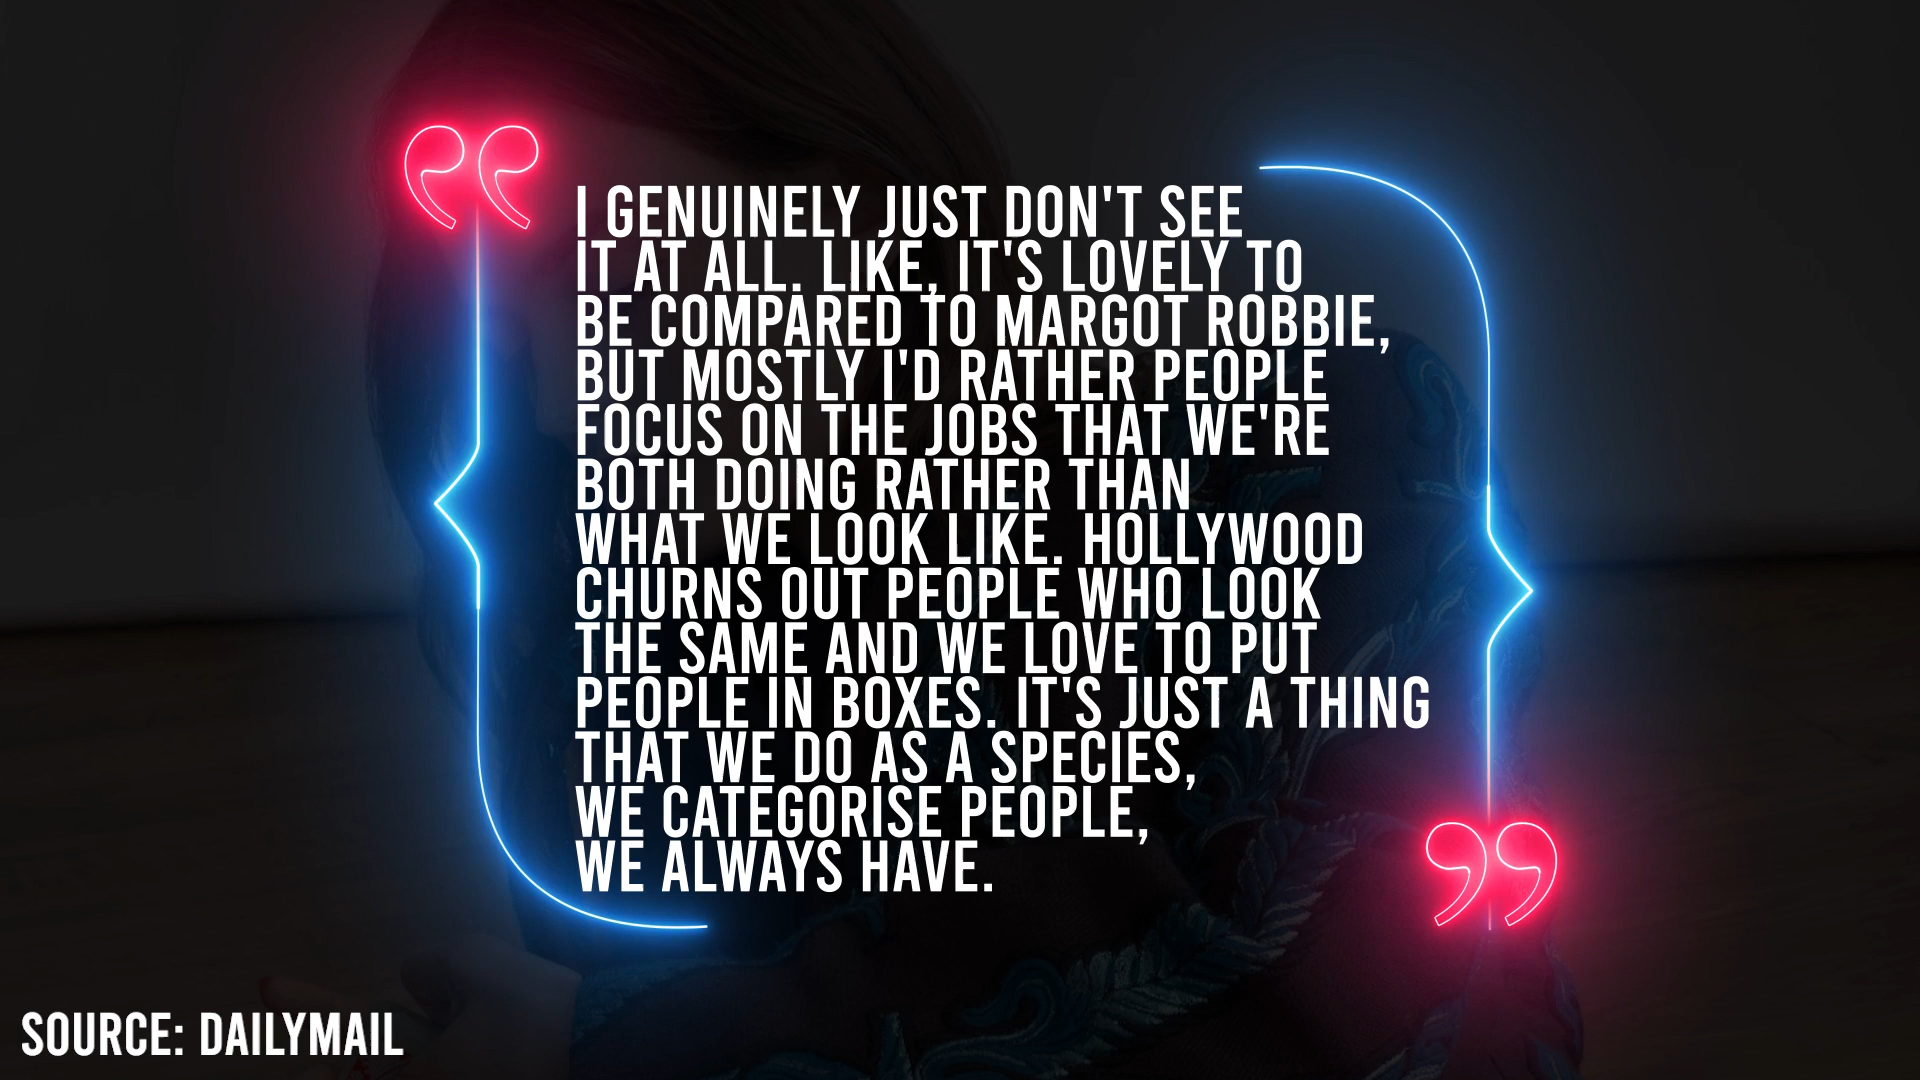 I GENUINELY JUST DON'T SEE
IT AT ALL. LIKE, IT'S LOVELY TO
BE COMPARED TO MARGOT ROBBIE,
BUT MOSTLY I'D RATHER PEOPLE
FOCUS ON THE JOBS THAT WE'RE
BOTH DOING RATHER THAN
WHAT WE LOOK LIKE. HOLLYWOOD
CHURNS OUT PEOPLE WHO LOOK
THE SAME AND WE LOVE TO PUT
PEOPLE IN BOXES. IT'S JUST A THING
THAT WE DO AS A SPECIES,
WE CATEGORISE PEOPLE,
WE ALWAYS HAVE.
SOURCE: DAILYMAIL